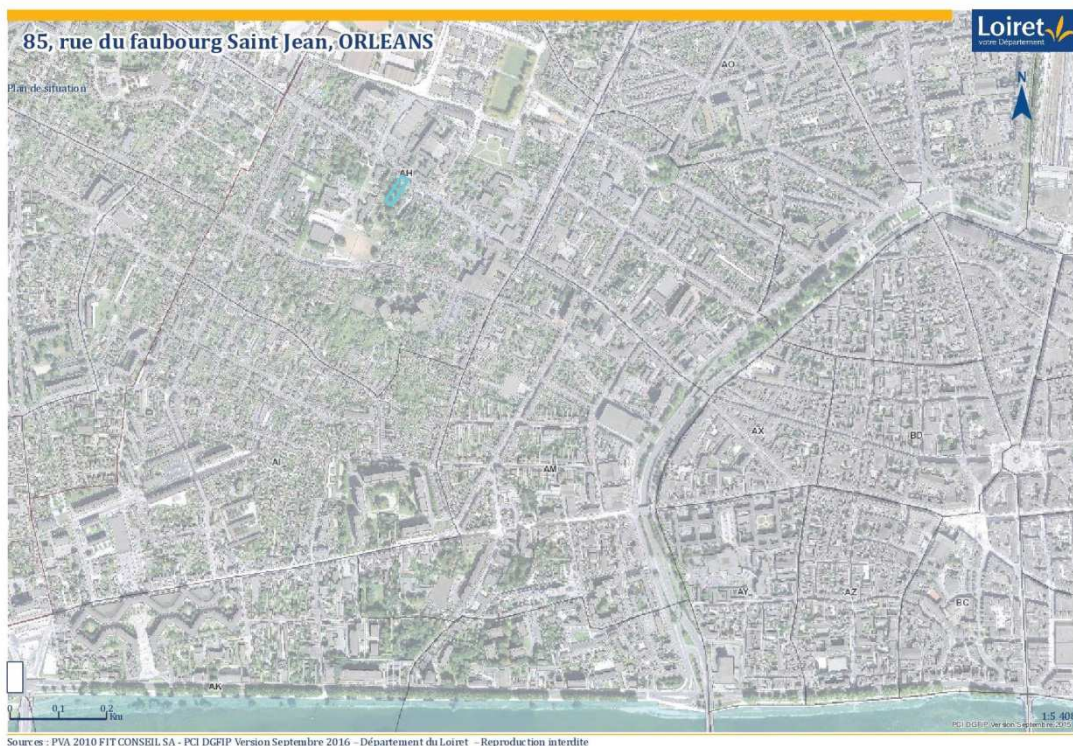 85, rue du faubourg Saint Jean, ORLEANS
Loiret
votre Département
Plan de situation
N
AO
AH
AX
BD
AI
AM
AY
AZ
BC
AK
0 0,1 0,2
Km
1:5 408
PCI DGFIP Version Septembre 2016
Sources : PVA 2010 FIT CONSEIL SA - PCI DGFIP Version Septembre 2016 – Département du Loiret – Reproduction interdite